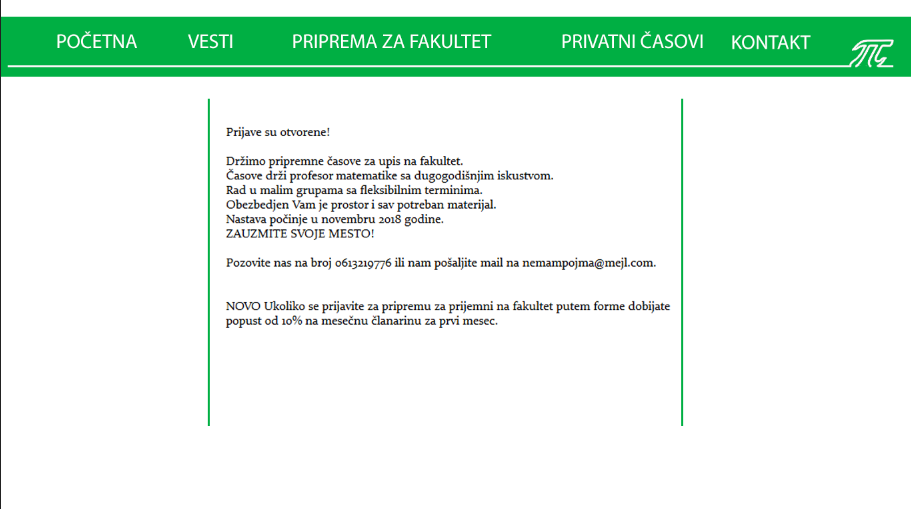 POČETNA VESTI PRIPREMA ZA FAKULTET PRIVATNI ČASOVI KONTAKT
Prijave su otvorene!
Držimo pripremne časove za upis na fakultet.
Časove drži profesor matematike sa dugogodišnjim iskustvom.
Rad u malim grupama sa fleksibilnim terminima.
Obezbedjen Vam je prostor i sav potreban materijal.
Nastava počinje u novembru 2018 godine.
ZAUZMITE SVOJE MESTO!
Pozovite nas na broj 0613219776 ili nam pošaljite mail na nemampojma@mejl.com.
NOVO Ukoliko se prijavite za pripremu za prijemni na fakultet putem forme dobijate
popust od 10% na mesečnu članarinu za prvi mesec.